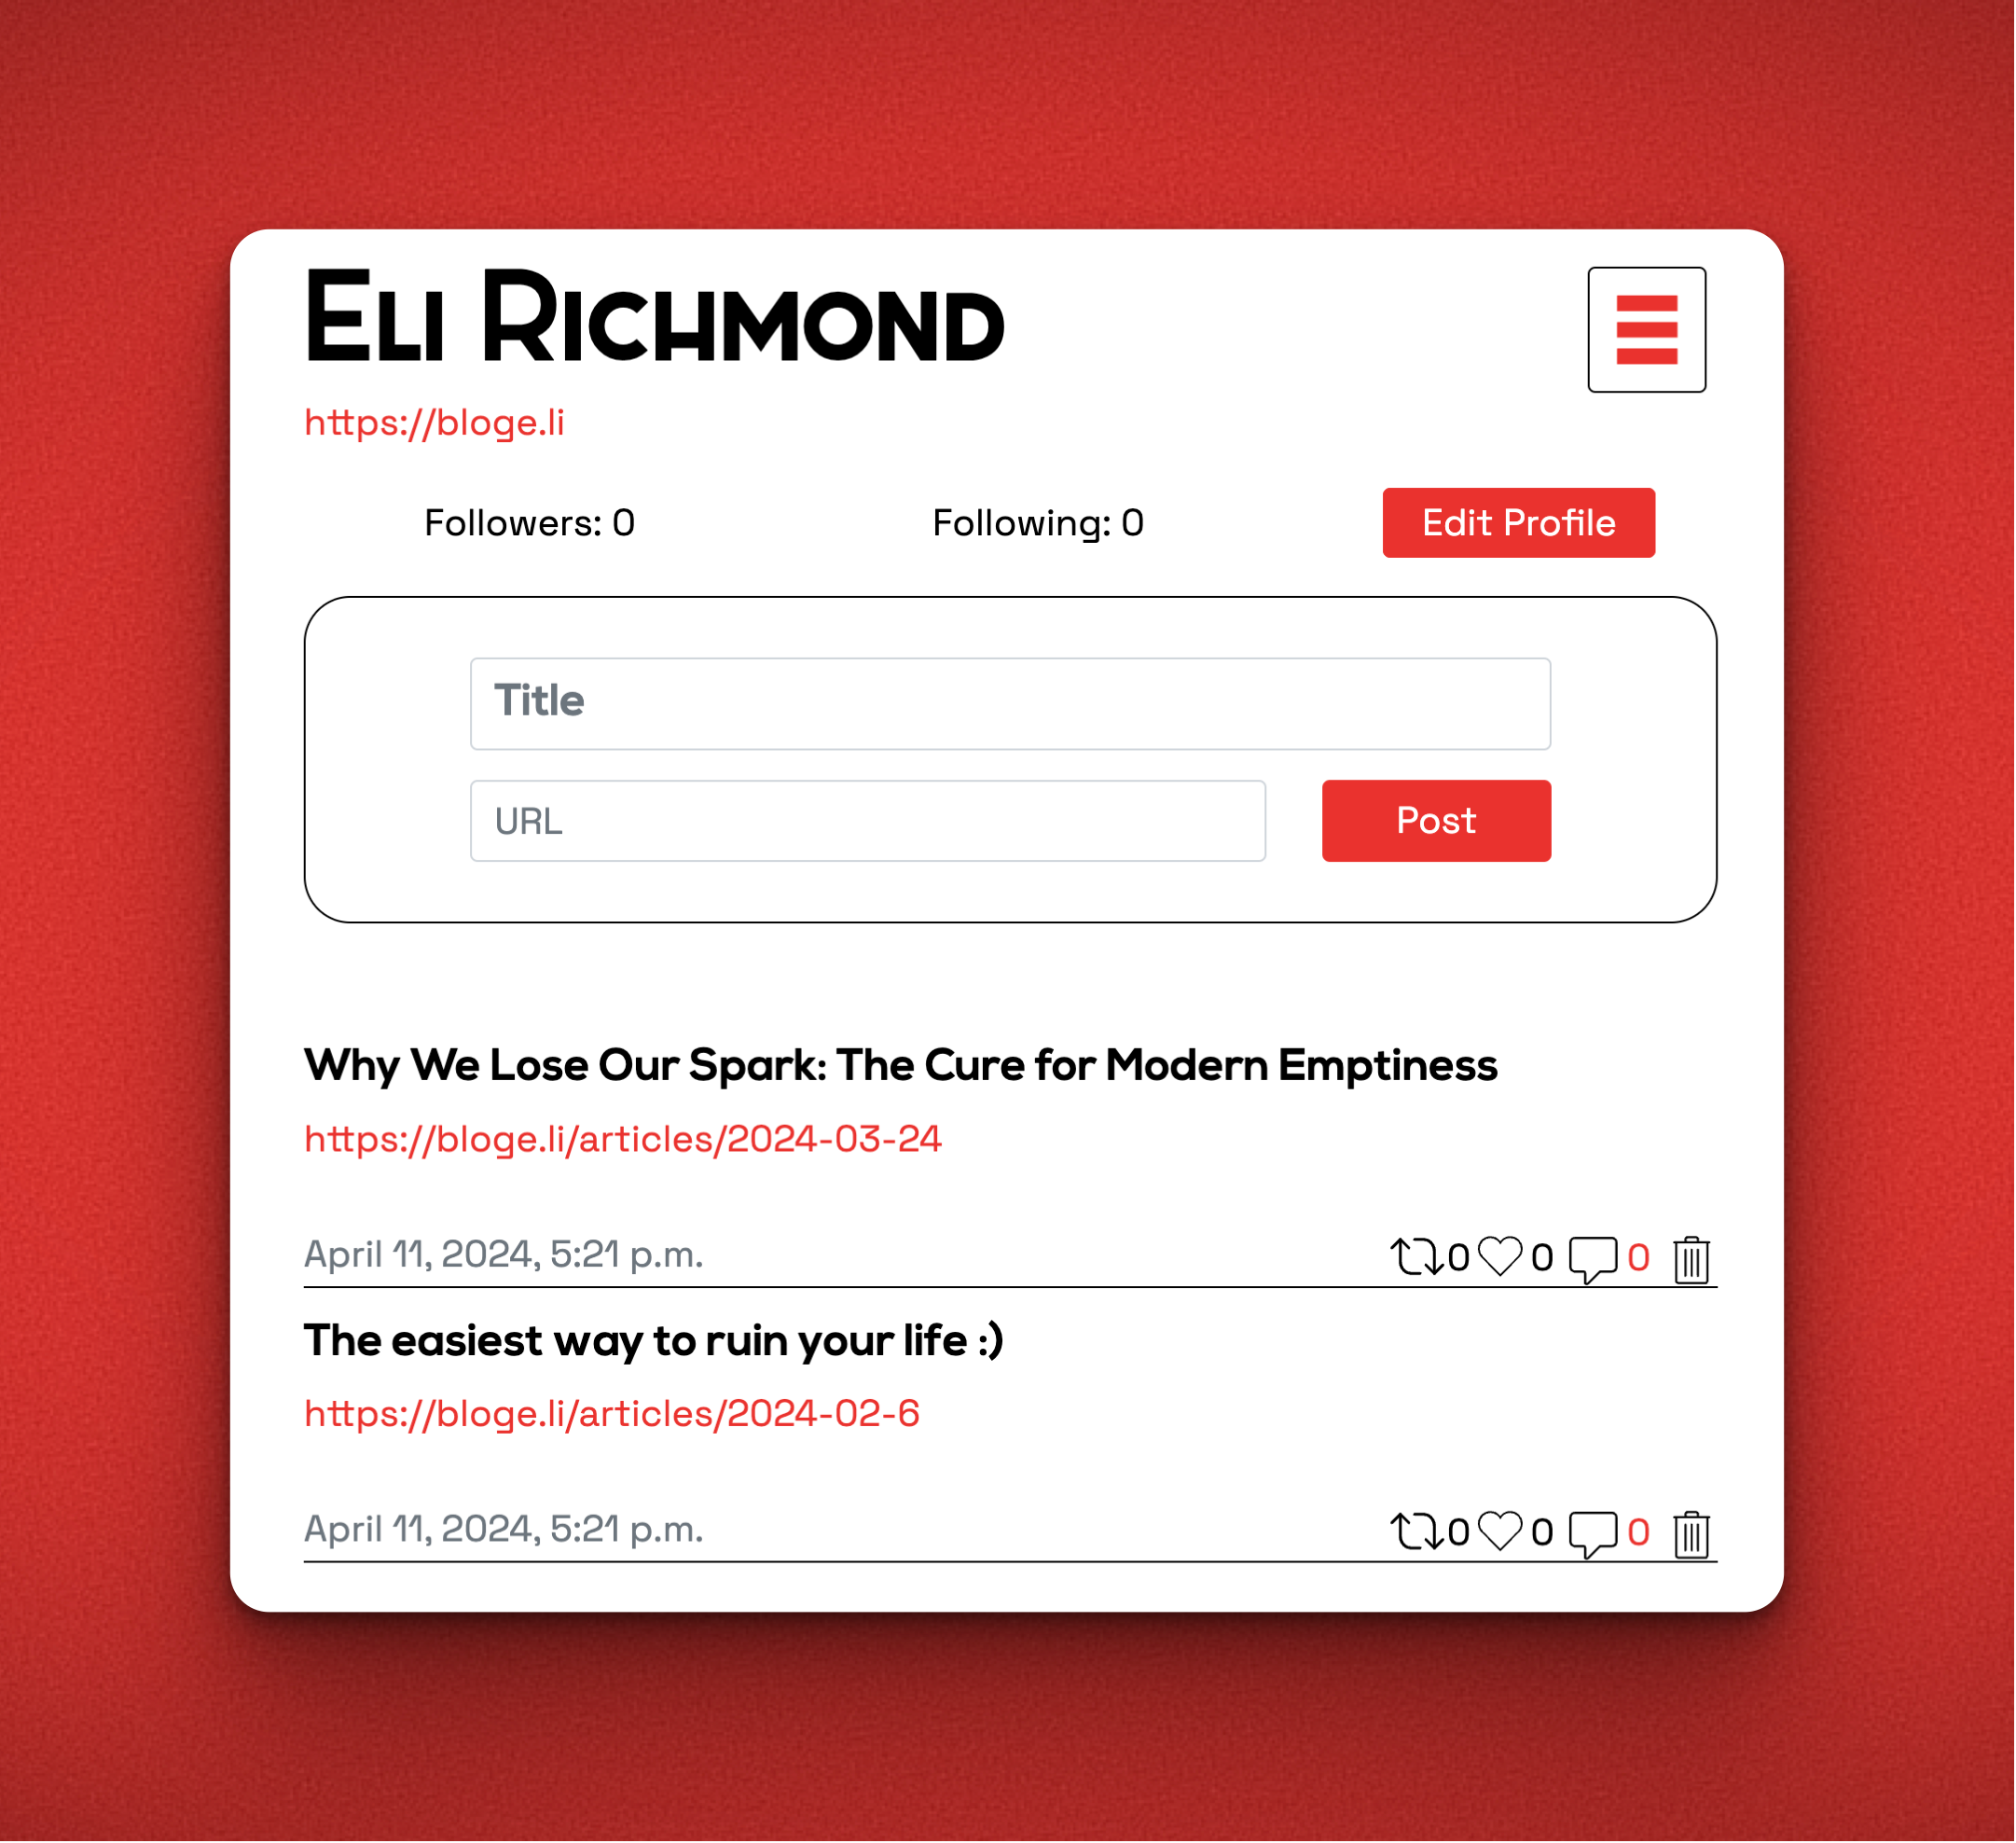 Eli Richmond
https://bloge.li
Followers: 0 Following: 0 Edit Profile
Title
URL Post
Why We Lose Our Spark: The Cure for Modern Emptiness
https://bloge.li/articles/2024-03-24
April 11, 2024, 5:21 p.m. 0 0 0
The easiest way to ruin your life :)
https://bloge.li/articles/2024-02-6
April 11, 2024, 5:21 p.m. 0 0 0